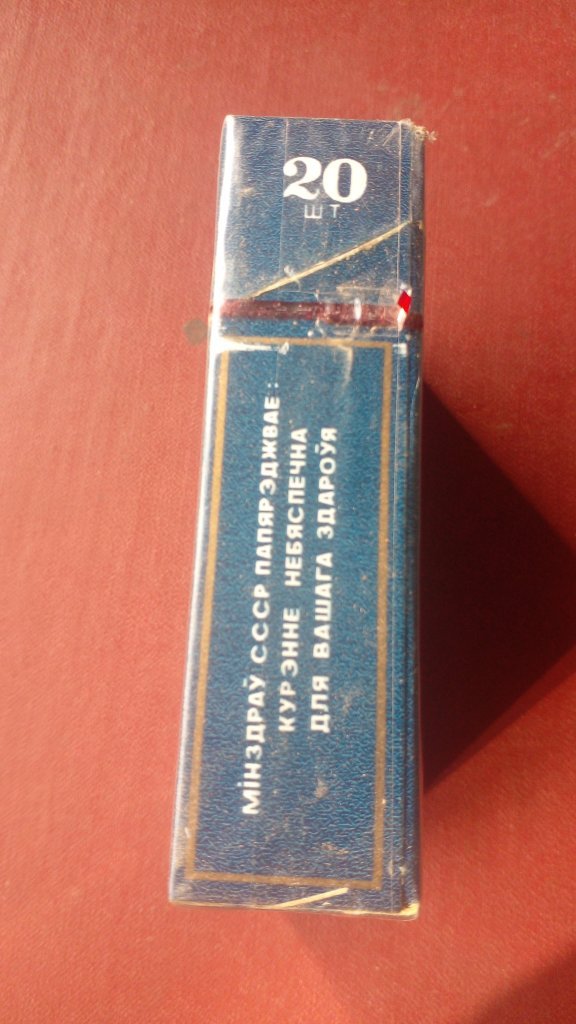 20
ШТ
МіНЗДРАЎ СССР ПАПЯРЭДЖВАЕ:
КУРЭННЕ НЕБЯСПЕЧНА
ДЛЯ ВАШАГА ЗДАРОЎЯ